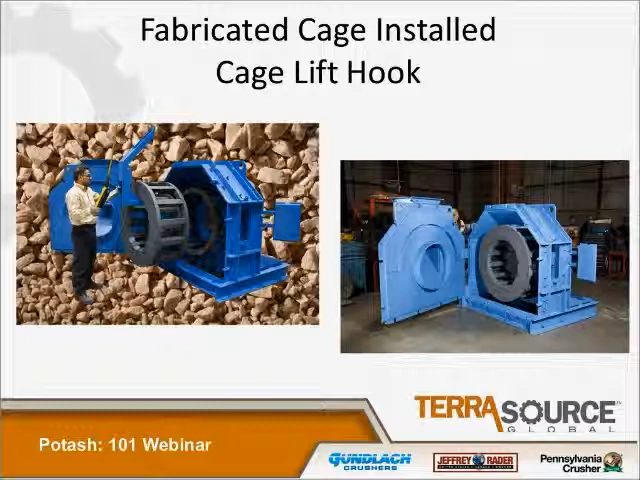 Fabricated Cage Installed
Cage Lift Hook
TERRASOURCE
GLOBAL
Potash: 101 Webinar
GUNDLACH
CRUSHERS
JEFFREY RADER
Pennsylvania
Crusher